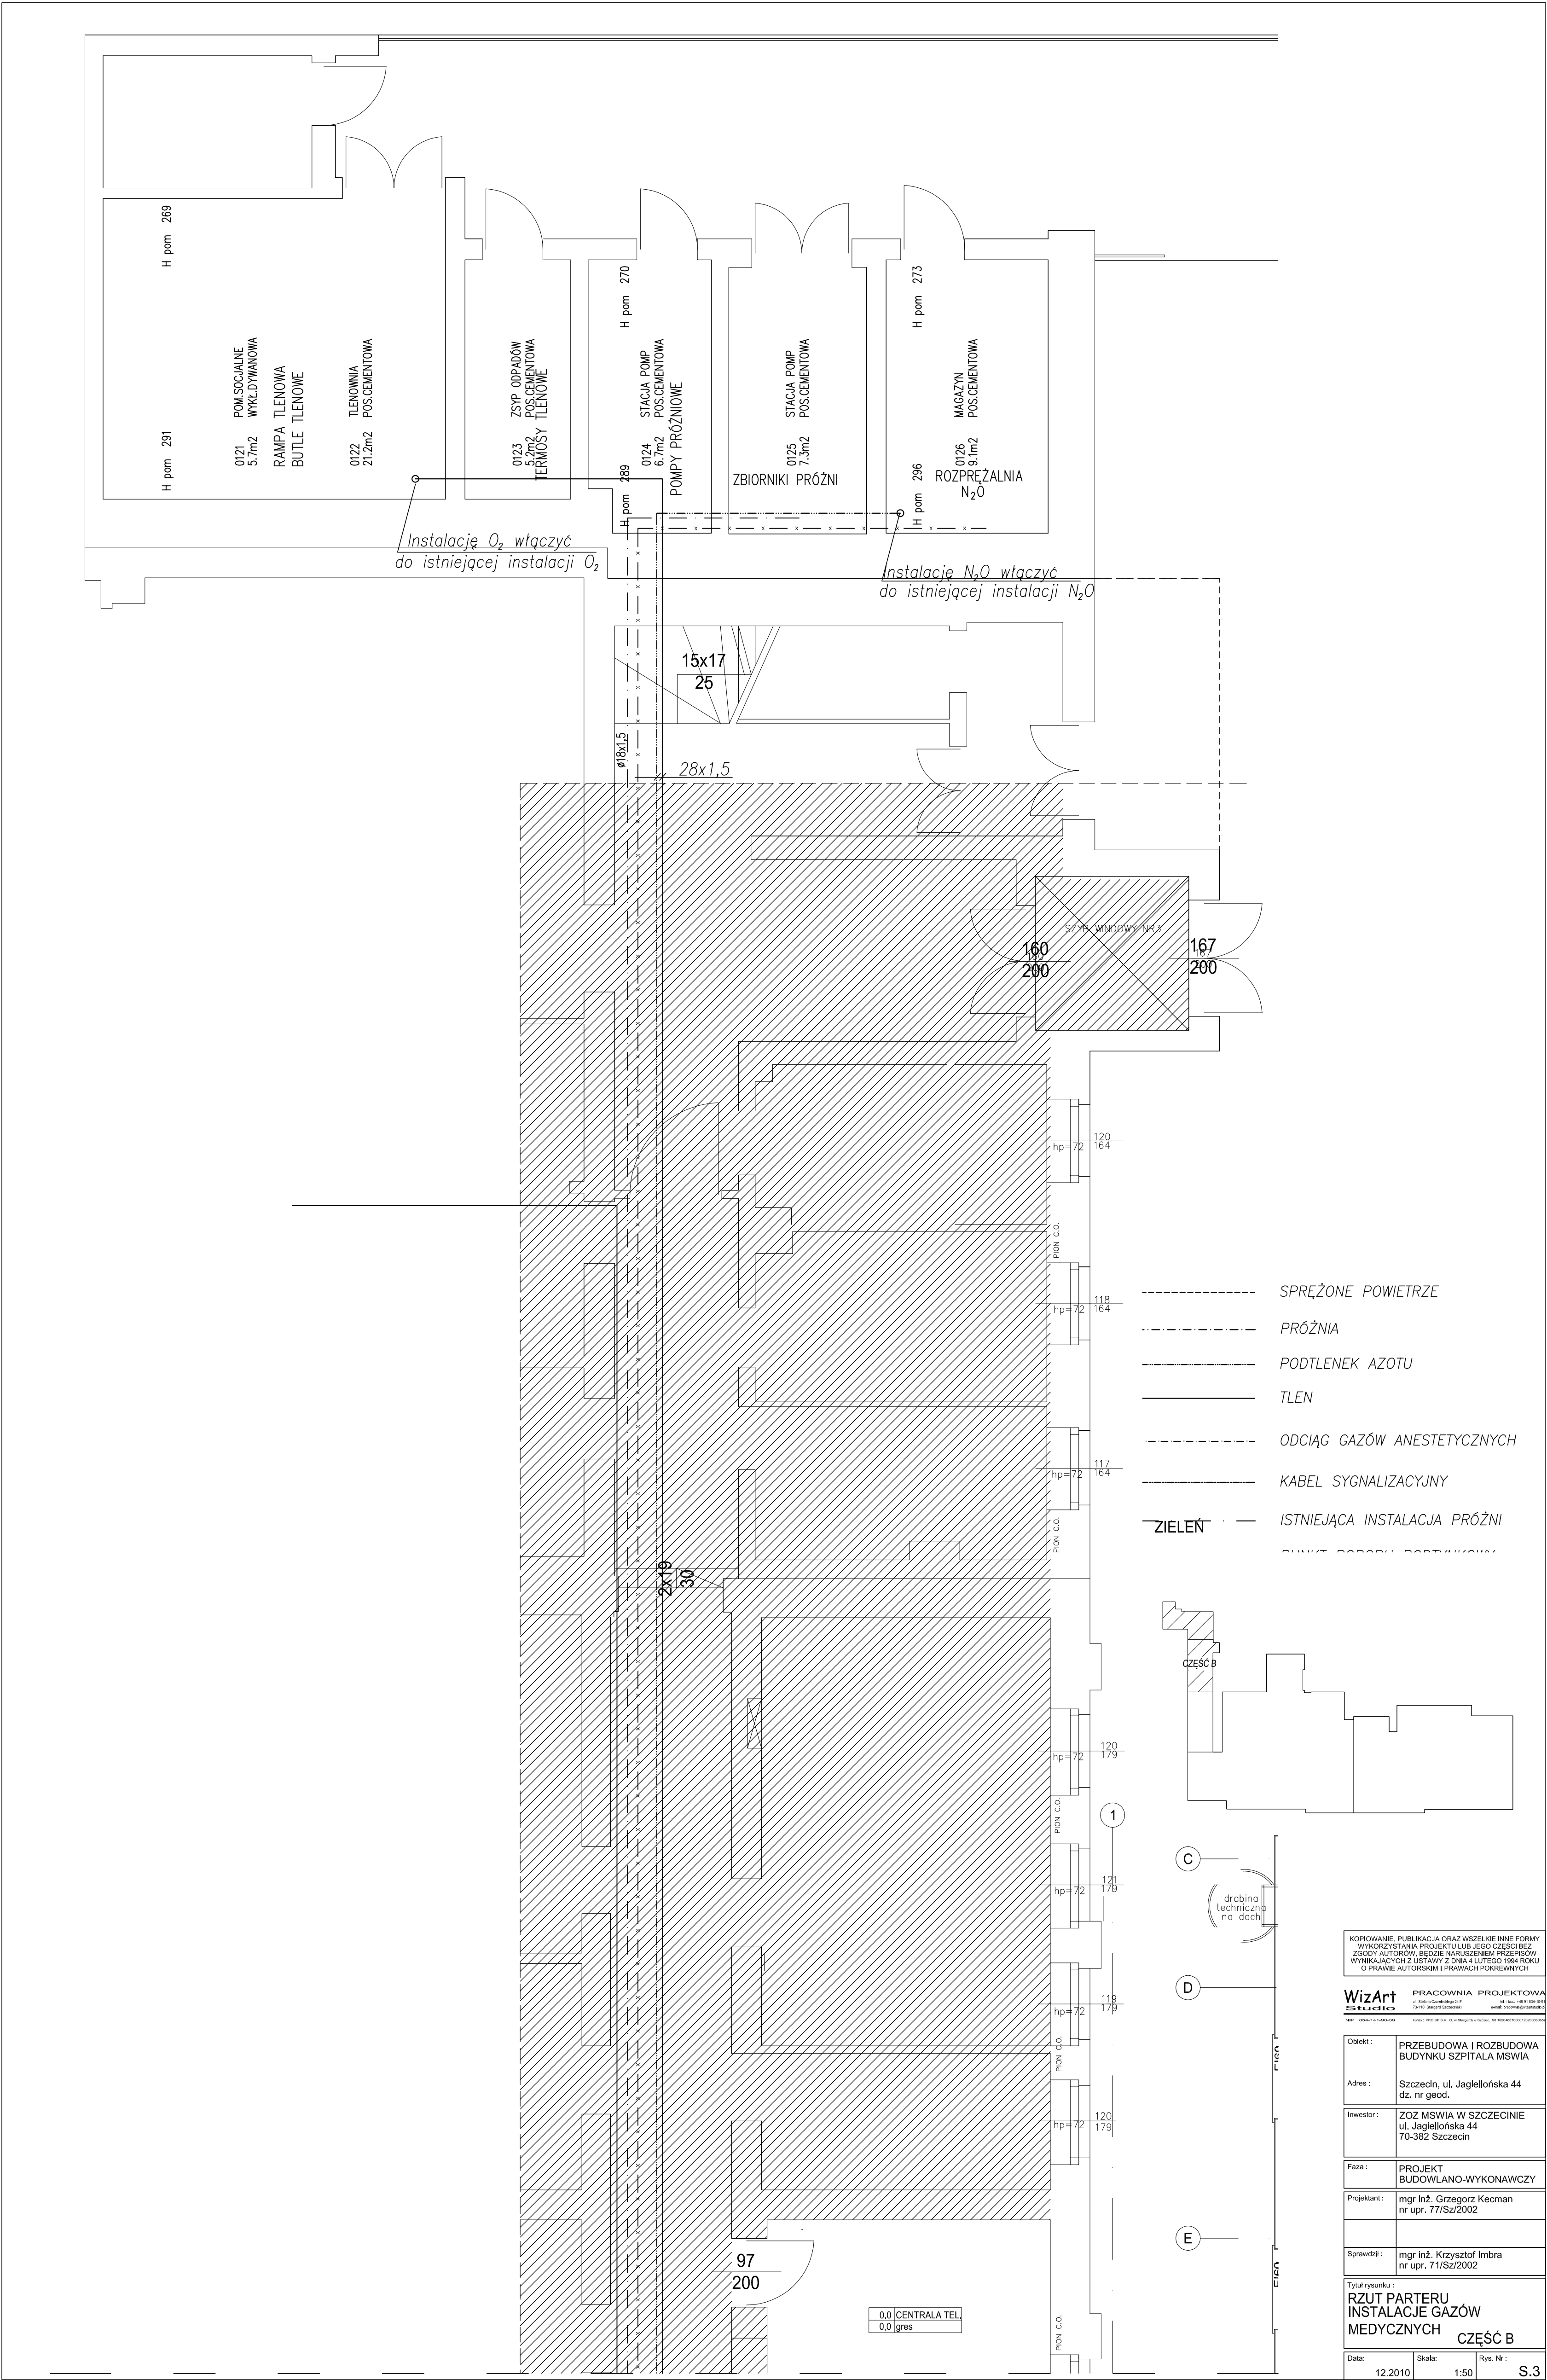 H pom 269
H pom 291
0121 POM.SOCJALNE
5.7m2 WYKŁ.DYWANOWA
RAMPA TLENOWA
BUTLE TLENOWE
0122 TLENOWNIA
21.2m2 POS.CEMENTOWA
0123 ZSYP ODPADÓW
5.2m2 POS.CEMENTOWA
TERMOSY TLENOWE
H pom 270
H pom 289
0124 STACJA POMP
6.7m2 POS.CEMENTOWA
POMPY PRÓŻNIOWE
0125 STACJA POMP
7.3m2 POS.CEMENTOWA
ZBIORNIKI PRÓŻNI
H pom 273
H pom 296
0126 MAGAZYN
9.1m2 POS.CEMENTOWA
ROZPRĘŻALNIA
N₂O
Instalację O₂ włączyć
do istniejącej instalacji O₂
Instalację N₂O włączyć
do istniejącej instalacji N₂O
15x17
25
ø18x1,5
28x1,5
SZYB WINDOWY NR3
160
200
167
200
hp=72
120
164
PION C.O.
hp=72
118
164
hp=72
117
164
PION C.O.
2x19
30
hp=72
120
179
PION C.O.
hp=72
121
179
hp=72
119
179
PION C.O.
hp=72
120
179
97
200
0,0 CENTRALA TEL.
0,0 gres
PION C.O.
SPRĘŻONE POWIETRZE
PRÓŻNIA
PODTLENEK AZOTU
TLEN
ODCIĄG GAZÓW ANESTETYCZNYCH
KABEL SYGNALIZACYJNY
ZIELEŃ
ISTNIEJĄCA INSTALACJA PRÓŻNI
CZĘŚĆ B
1
C
drabina
techniczna
na dach
D
E
KOPIOWANIE, PUBLIKACJA ORAZ WSZELKIE INNE FORMY
WYKORZYSTANIA PROJEKTU LUB JEGO CZĘŚCI BEZ
ZGODY AUTORÓW, BĘDZIE NARUSZENIEM PRZEPISÓW
WYNIKAJĄCYCH Z USTAWY Z DNIA 4 LUTEGO 1994 ROKU
O PRAWIE AUTORSKIM I PRAWACH POKREWNYCH
WizArt
Studio
PRACOWNIA PROJEKTOWA
Obiekt :
PRZEBUDOWA I ROZBUDOWA
BUDYNKU SZPITALA MSWIA
Adres :
Szczecin, ul. Jagiellońska 44
dz. nr geod.
Inwestor :
ZOZ MSWIA W SZCZECINIE
ul. Jagiellońska 44
70-382 Szczecin
Faza :
PROJEKT
BUDOWLANO-WYKONAWCZY
Projektant :
mgr inż. Grzegorz Kecman
nr upr. 77/Sz/2002
Sprawdził :
mgr inż. Krzysztof Imbra
nr upr. 71/Sz/2002
Tytuł rysunku :
RZUT PARTERU
INSTALACJE GAZÓW
MEDYCZNYCH
CZĘŚĆ B
Data:
12.2010
Skala:
1:50
Rys. Nr :
S.3